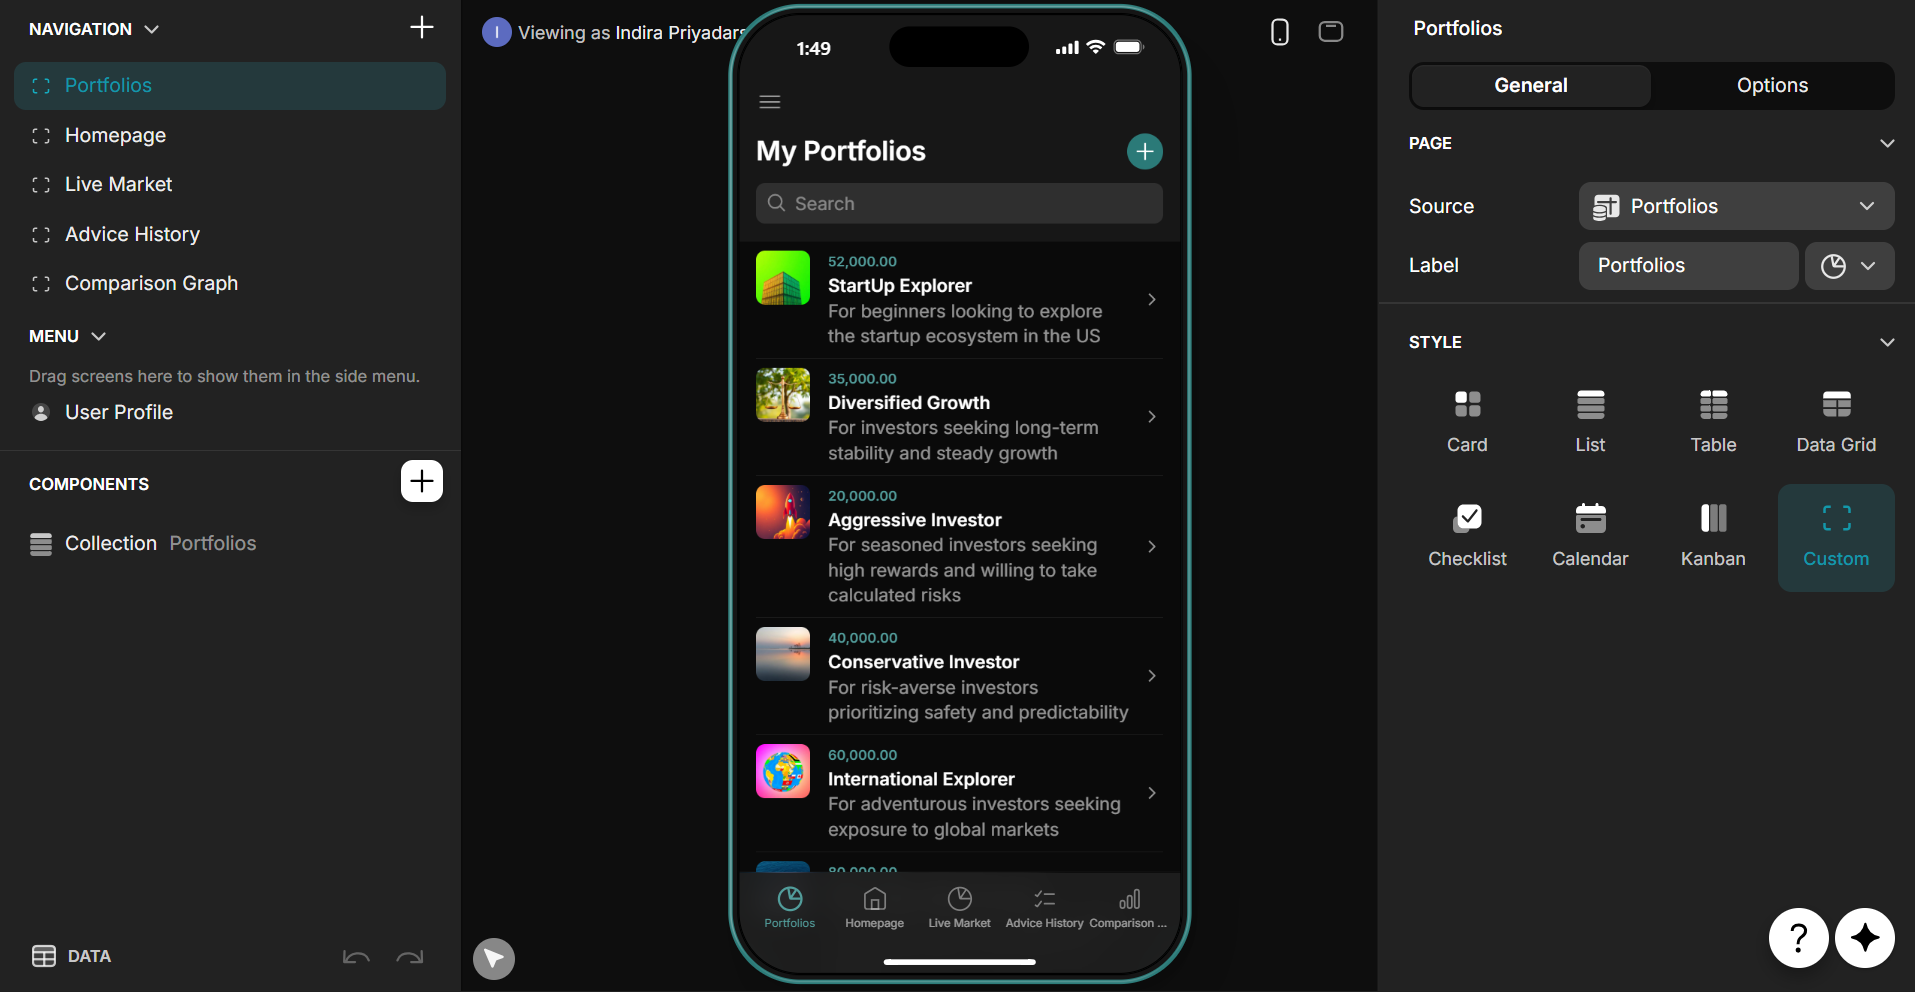 NAVIGATION
Portfolios
Homepage
Live Market
Advice History
Comparison Graph
MENU
Drag screens here to show them in the side menu.
User Profile
COMPONENTS
Collection Portfolios
DATA
I Viewing as Indira Priyadars
1:49
My Portfolios
Search
52,000.00
StartUp Explorer
For beginners looking to explore
the startup ecosystem in the US
35,000.00
Diversified Growth
For investors seeking long-term
stability and steady growth
20,000.00
Aggressive Investor
For seasoned investors seeking
high rewards and willing to take
calculated risks
40,000.00
Conservative Investor
For risk-averse investors
prioritizing safety and predictability
60,000.00
International Explorer
For adventurous investors seeking
exposure to global markets
80,000.00
Portfolios Homepage Live Market Advice History Comparison ...
Portfolios
General Options
PAGE
Source Portfolios
Label Portfolios
STYLE
Card List Table Data Grid
Checklist Calendar Kanban Custom
?